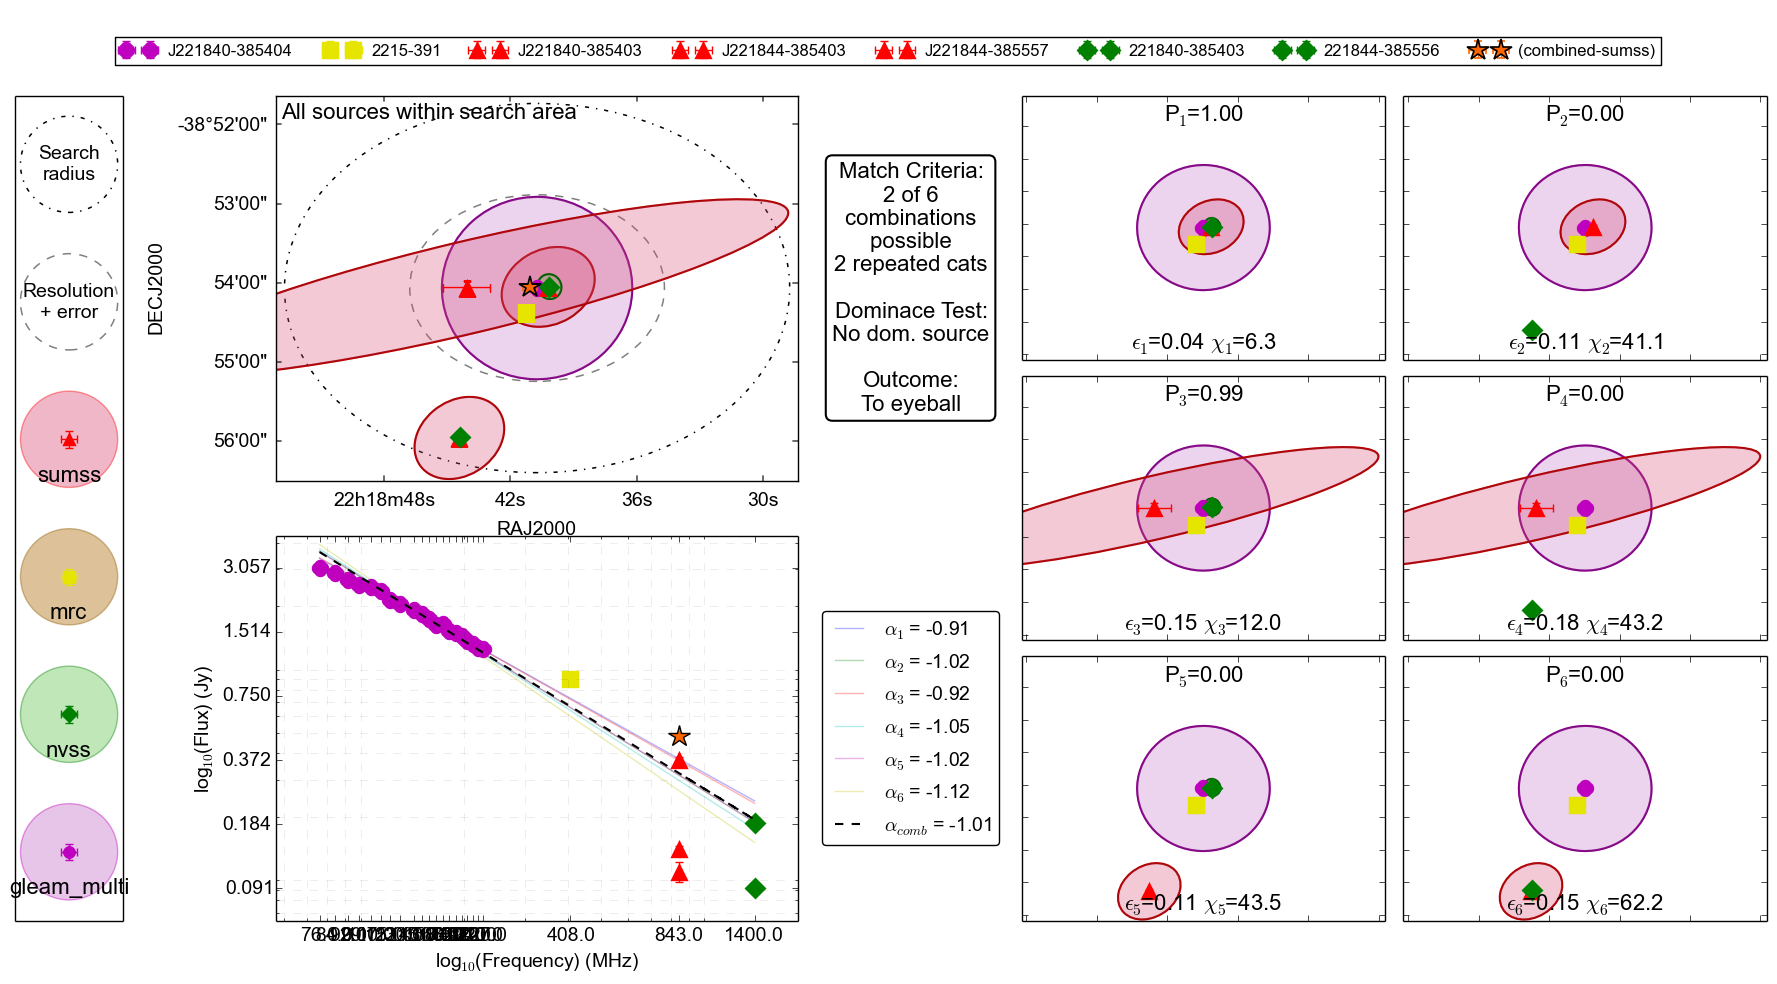 J221840-385404
2215-391
J221840-385403
J221844-385403
J221844-385557
221840-385403
221844-385556
(combined-sumss)
Search
radius
Resolution
+ error
sumss
mrc
nvss
gleam_multi
All sources within search area
-38°52'00"
53'00"
54'00"
55'00"
56'00"
DECJ2000
22h18m48s
42s
36s
30s
RAJ2000
Match Criteria:
2 of 6
combinations
possible
2 repeated cats
Dominace Test:
No dom. source
Outcome:
To eyeball
3.057
1.514
0.750
0.372
0.184
0.091
log₁₀(Flux) (Jy)
408.0
843.0
1400.0
log₁₀(Frequency) (MHz)
α₁ = -0.91
α₂ = -1.02
α₃ = -0.92
α₄ = -1.05
α₅ = -1.02
α₆ = -1.12
α_comb = -1.01
P₁=1.00
ϵ₁=0.04 χ₁=6.3
P₂=0.00
ϵ₂=0.11 χ₂=41.1
P₃=0.99
ϵ₃=0.15 χ₃=12.0
P₄=0.00
ϵ₄=0.18 χ₄=43.2
P₅=0.00
ϵ₅=0.11 χ₅=43.5
P₆=0.00
ϵ₆=0.15 χ₆=62.2